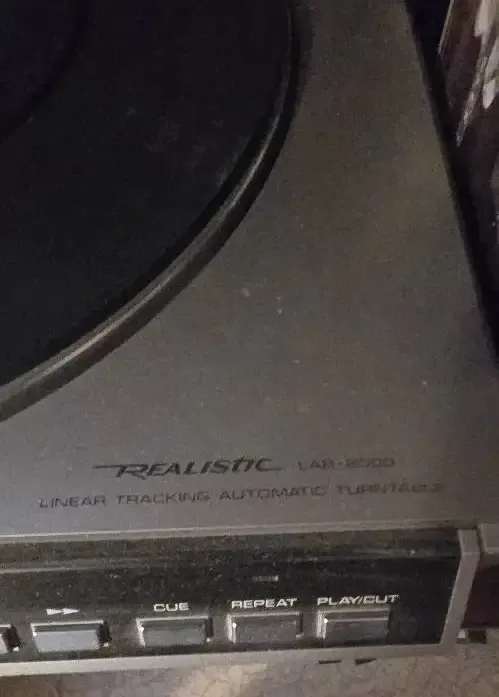 REALISTIC LAB-2000
LINEAR TRACKING AUTOMATIC TURNTABLE
CUE REPEAT PLAY/CUT